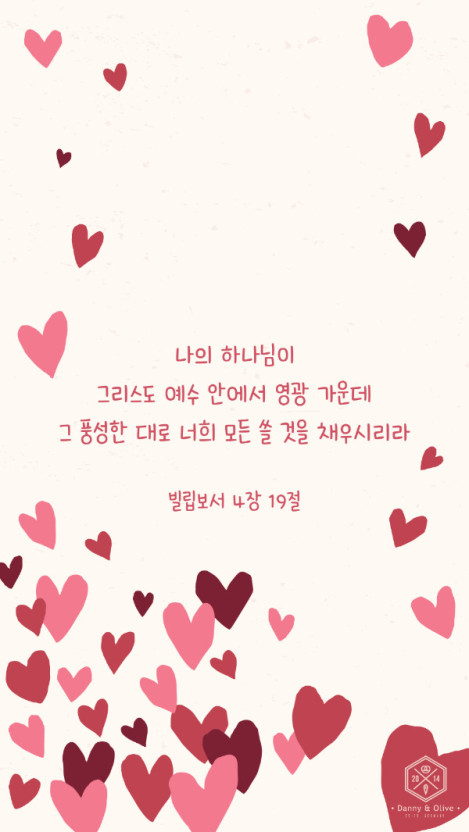 나의 하나님이
그리스도 예수 안에서 영광 가운데
그 풍성한 대로 너희 모든 쓸 것을 채우시리라
빌립보서 4장 19절
20 14
• Danny & Olive •